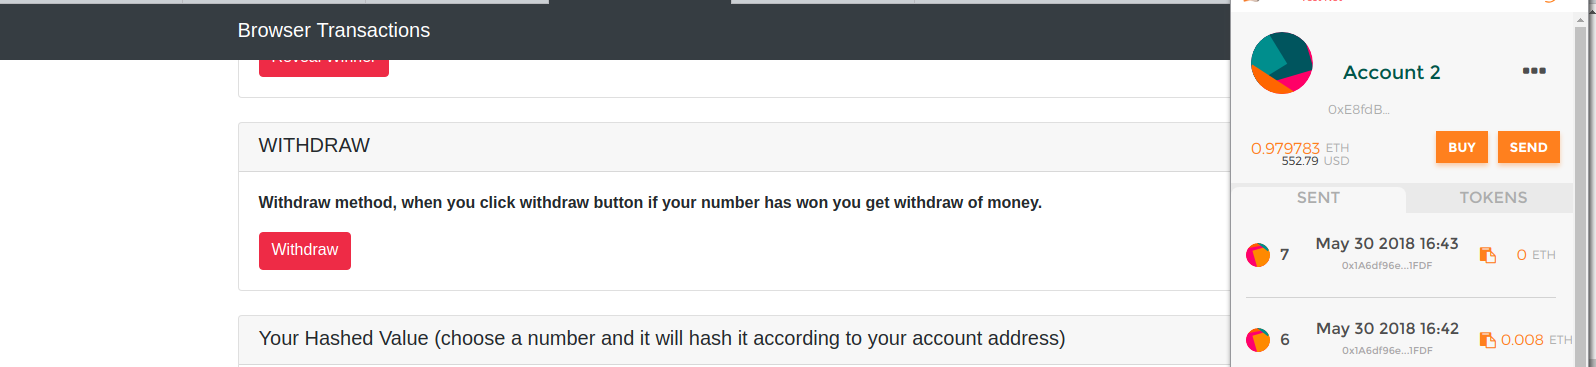 Browser Transactions
Reveal Winner
WITHDRAW
Withdraw method, when you click withdraw button if your number has won you get withdraw of money.
Withdraw
Your Hashed Value (choose a number and it will hash it according to your account address)
Account 2
0xE8fdB...
0.979783 ETH
552.79 USD
BUY
SEND
SENT
TOKENS
7
May 30 2018 16:43
0x1A6df96e...1FDF
0 ETH
6
May 30 2018 16:42
0x1A6df96e...1FDF
0.008 ETH